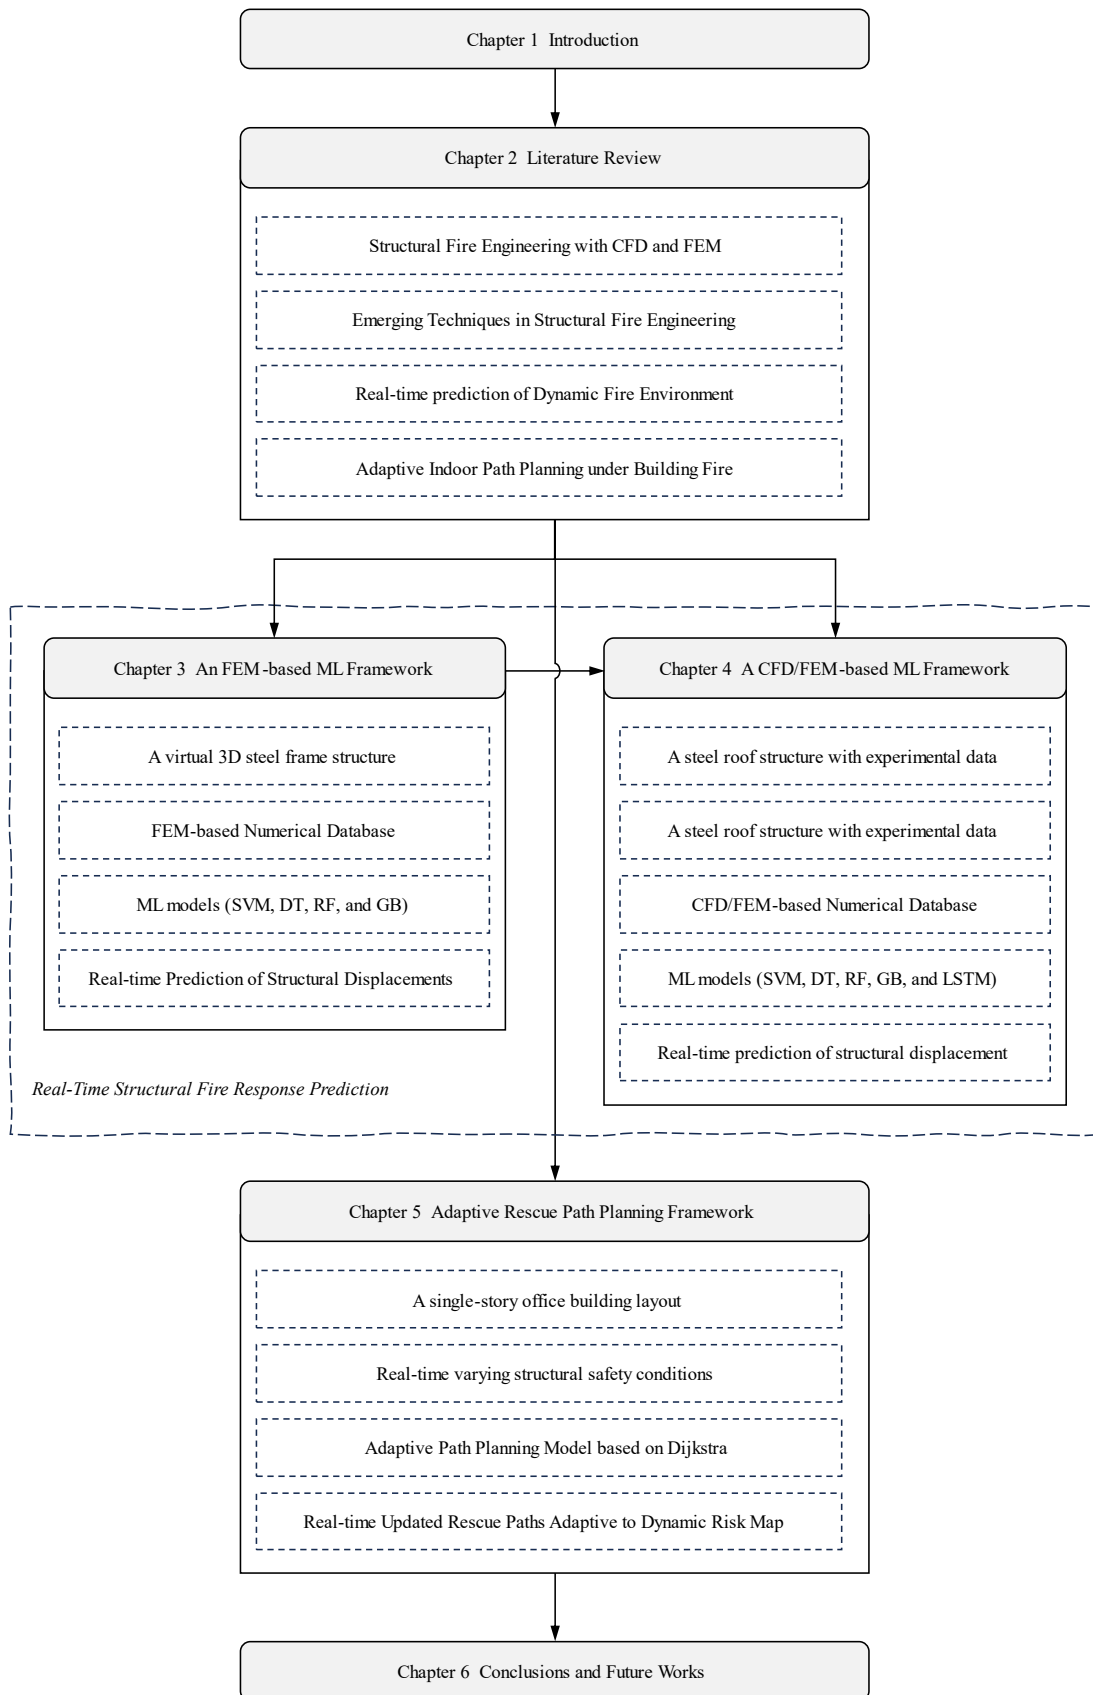 Chapter 1 Introduction
Chapter 2 Literature Review
Structural Fire Engineering with CFD and FEM
Emerging Techniques in Structural Fire Engineering
Real-time prediction of Dynamic Fire Environment
Adaptive Indoor Path Planning under Building Fire
Chapter 3 An FEM-based ML Framework
A virtual 3D steel frame structure
FEM-based Numerical Database
ML models (SVM, DT, RF, and GB)
Real-time Prediction of Structural Displacements
Chapter 4 A CFD/FEM-based ML Framework
A steel roof structure with experimental data
A steel roof structure with experimental data
CFD/FEM-based Numerical Database
ML models (SVM, DT, RF, GB, and LSTM)
Real-time prediction of structural displacement
Real-Time Structural Fire Response Prediction
Chapter 5 Adaptive Rescue Path Planning Framework
A single-story office building layout
Real-time varying structural safety conditions
Adaptive Path Planning Model based on Dijkstra
Real-time Updated Rescue Paths Adaptive to Dynamic Risk Map
Chapter 6 Conclusions and Future Works